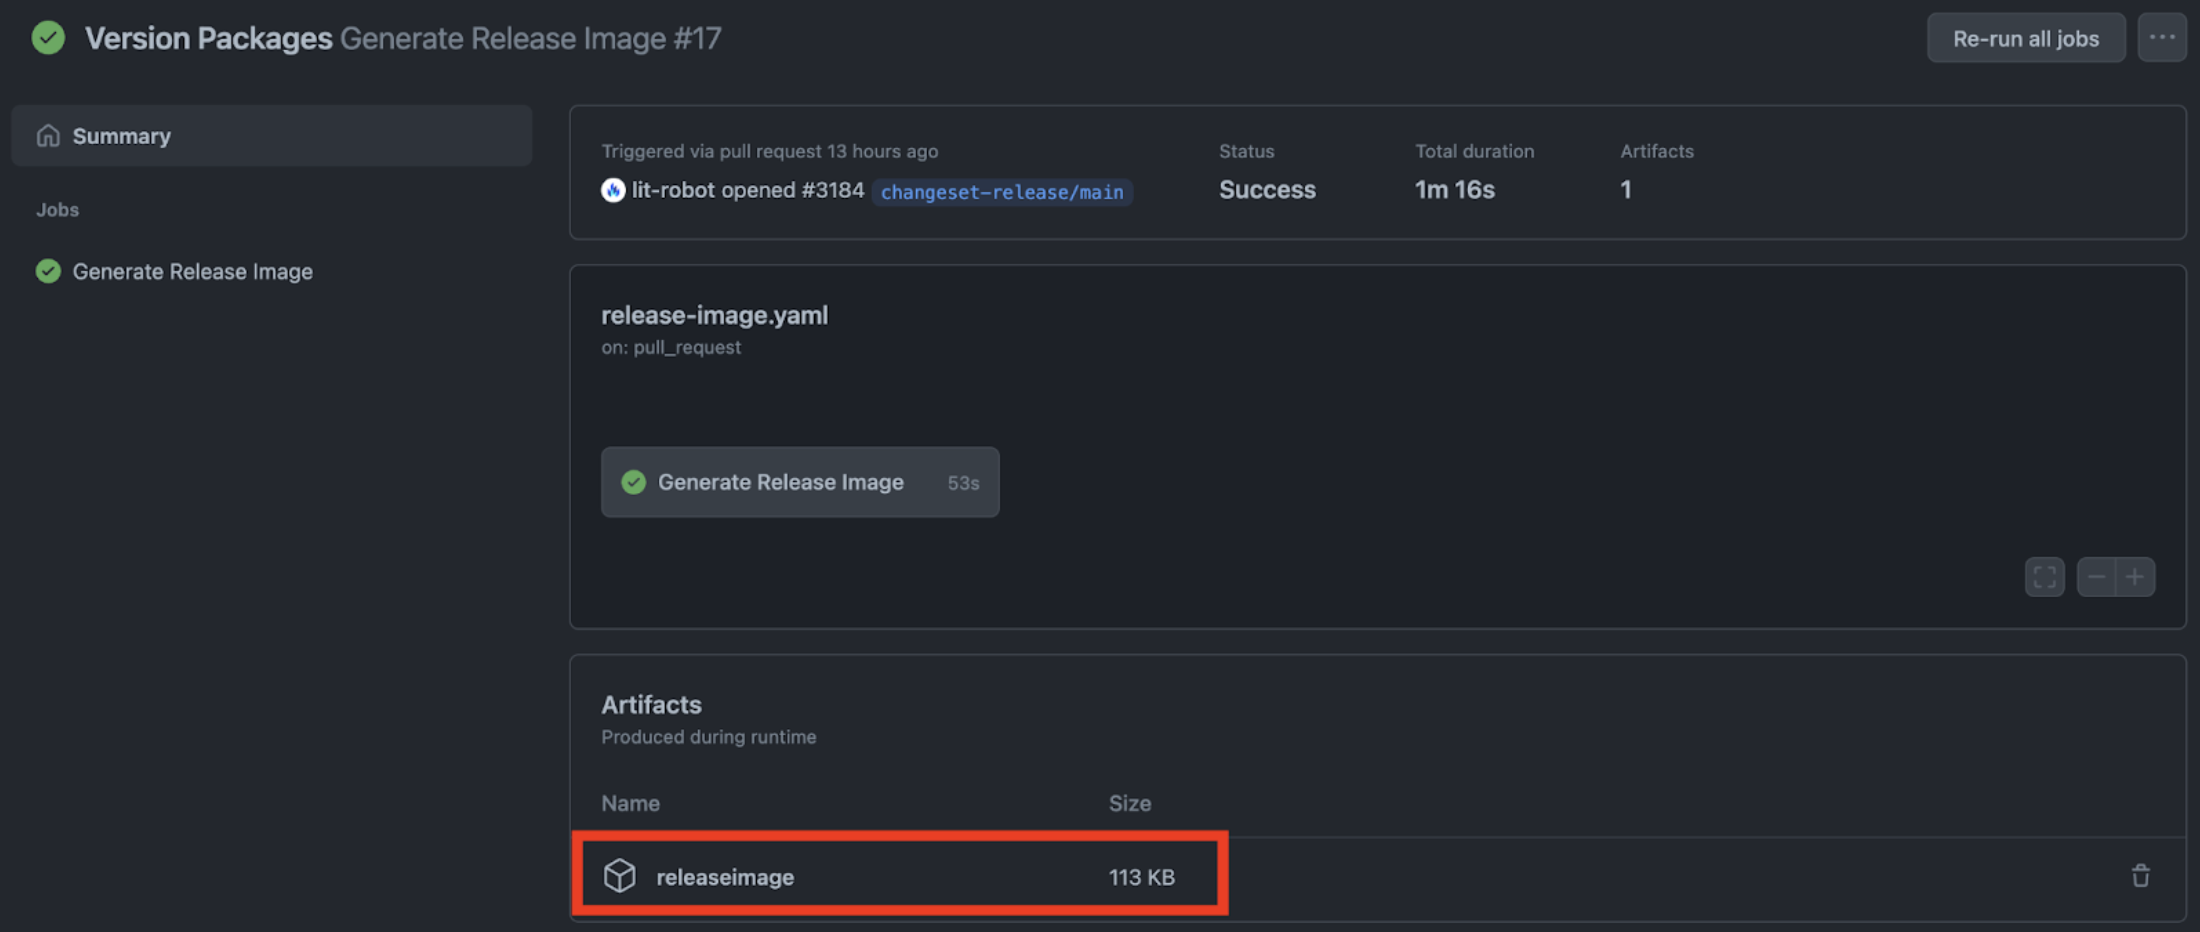 Version Packages Generate Release Image #17
Re-run all jobs
Summary
Jobs
Generate Release Image
Triggered via pull request 13 hours ago
lit-robot opened #3184 changeset-release/main
Status
Success
Total duration
1m 16s
Artifacts
1
release-image.yaml
on: pull_request
Generate Release Image 53s
Artifacts
Produced during runtime
Name Size
releaseimage 113 KB